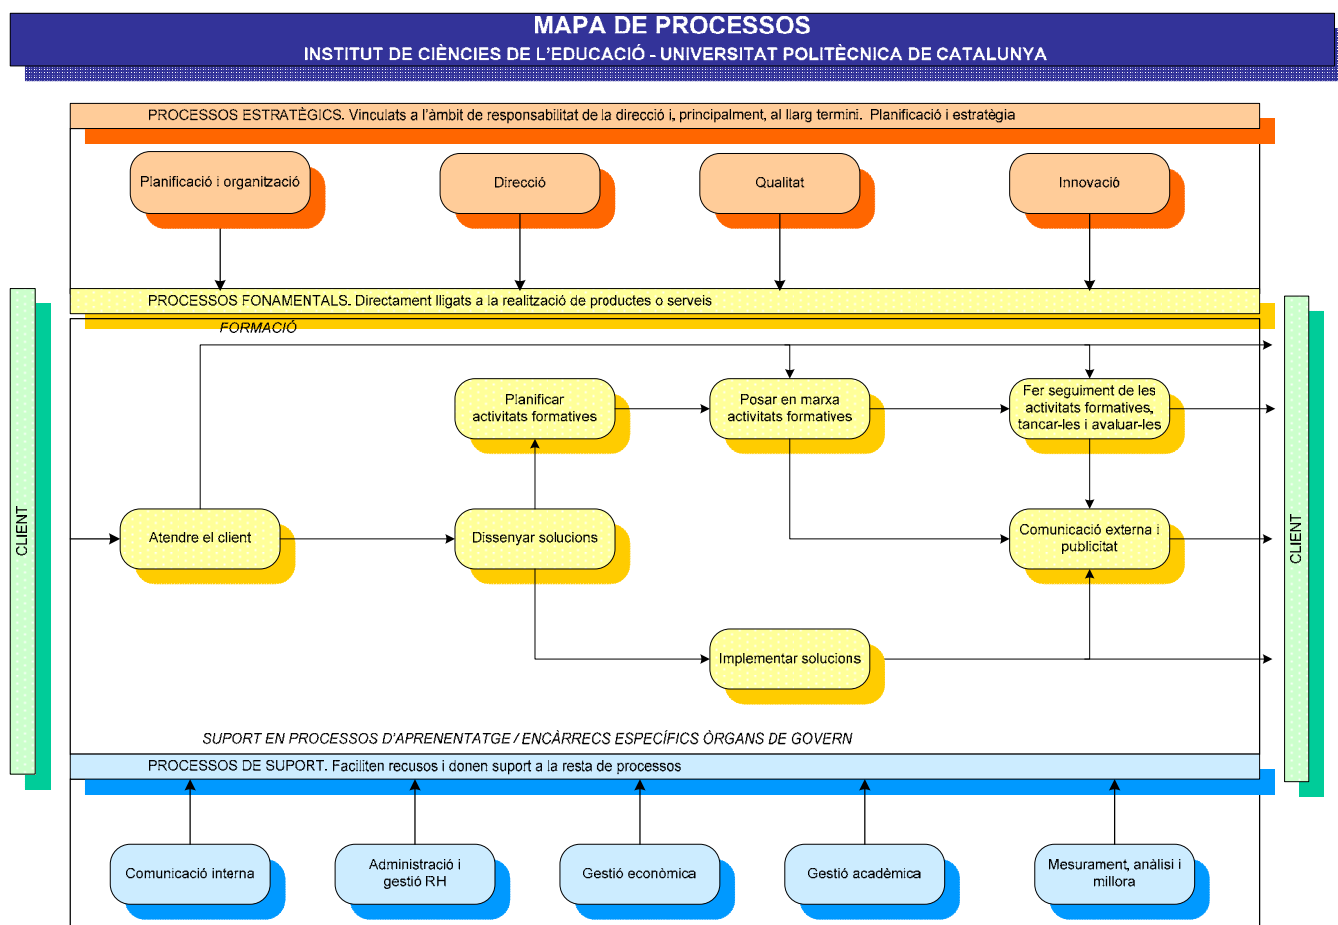 MAPA DE PROCESSOS
INSTITUT DE CIÈNCIES DE L'EDUCACIÓ - UNIVERSITAT POLITÈCNICA DE CATALUNYA
PROCESSOS ESTRATÈGICS. Vinculats a l'àmbit de responsabilitat de la direcció i, principalment, al llarg termini. Planificació i estratègia
Planificació i organització
Direcció
Qualitat
Innovació
PROCESSOS FONAMENTALS. Directament lligats a la realització de productes o serveis
FORMACIÓ
Planificar
activitats formatives
Posar en marxa
activitats formatives
Fer seguiment de les
activitats formatives,
tancar-les i avaluar-les
CLIENT
Atendre el client
Dissenyar solucions
Comunicació externa i
publicitat
CLIENT
Implementar solucions
SUPORT EN PROCESSOS D'APRENENTATGE / ENCÀRRECS ESPECÍFICS ÒRGANS DE GOVERN
PROCESSOS DE SUPORT. Faciliten recusos i donen suport a la resta de processos
Comunicació interna
Administració i
gestió RH
Gestió econòmica
Gestió acadèmica
Mesurament, anàlisi i
millora